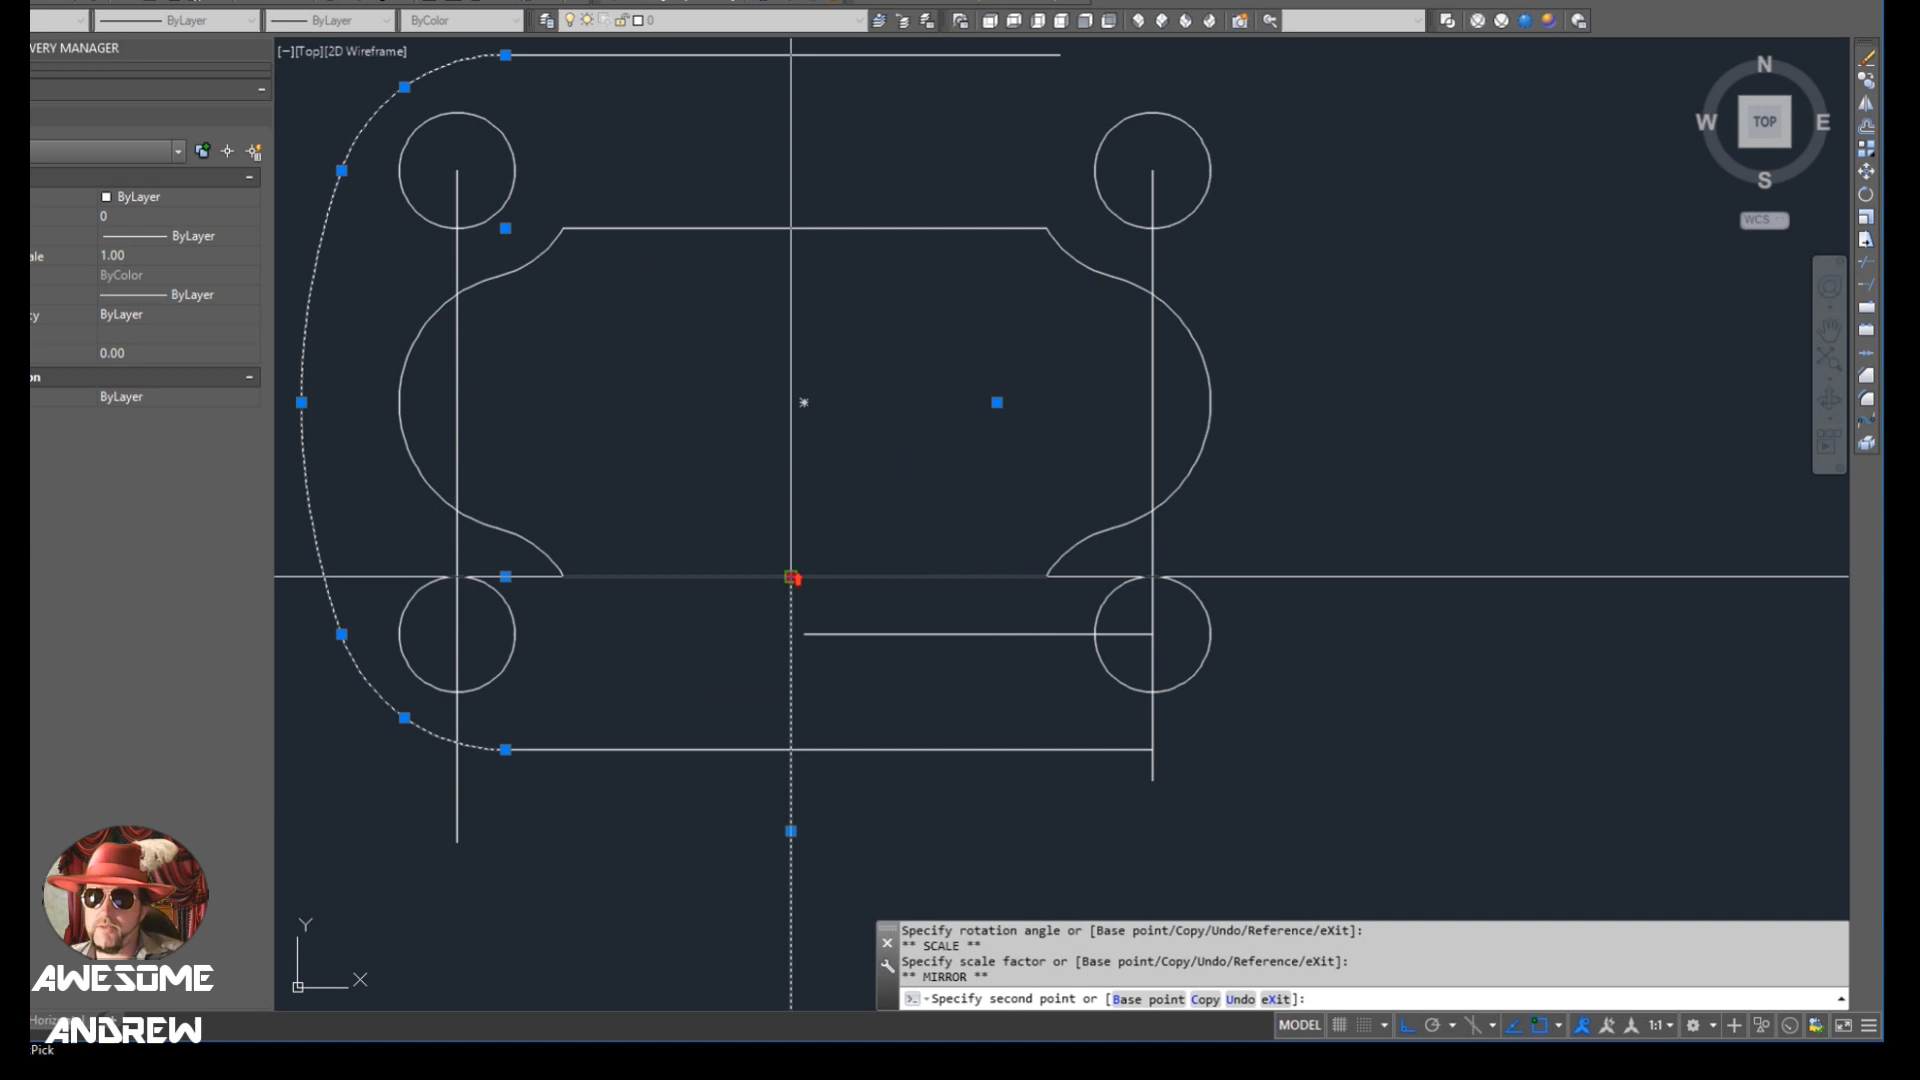 ByLayer
ByLayer
ByColor
0
VERY MANAGER
[−][Top][2D Wireframe]
N
W
TOP
E
S
WCS
ByLayer
0
ByLayer
ale
1.00
ByColor
ByLayer
cy
ByLayer
0.00
on
ByLayer
Y
X
Specify rotation angle or [Base point/Copy/Undo/Reference/eXit]:
** SCALE **
Specify scale factor or [Base point/Copy/Undo/Reference/eXit]:
** MIRROR **
Specify second point or [Base point Copy Undo eXit]:
AWESOME
ANDREW
MODEL
1:1
Pick